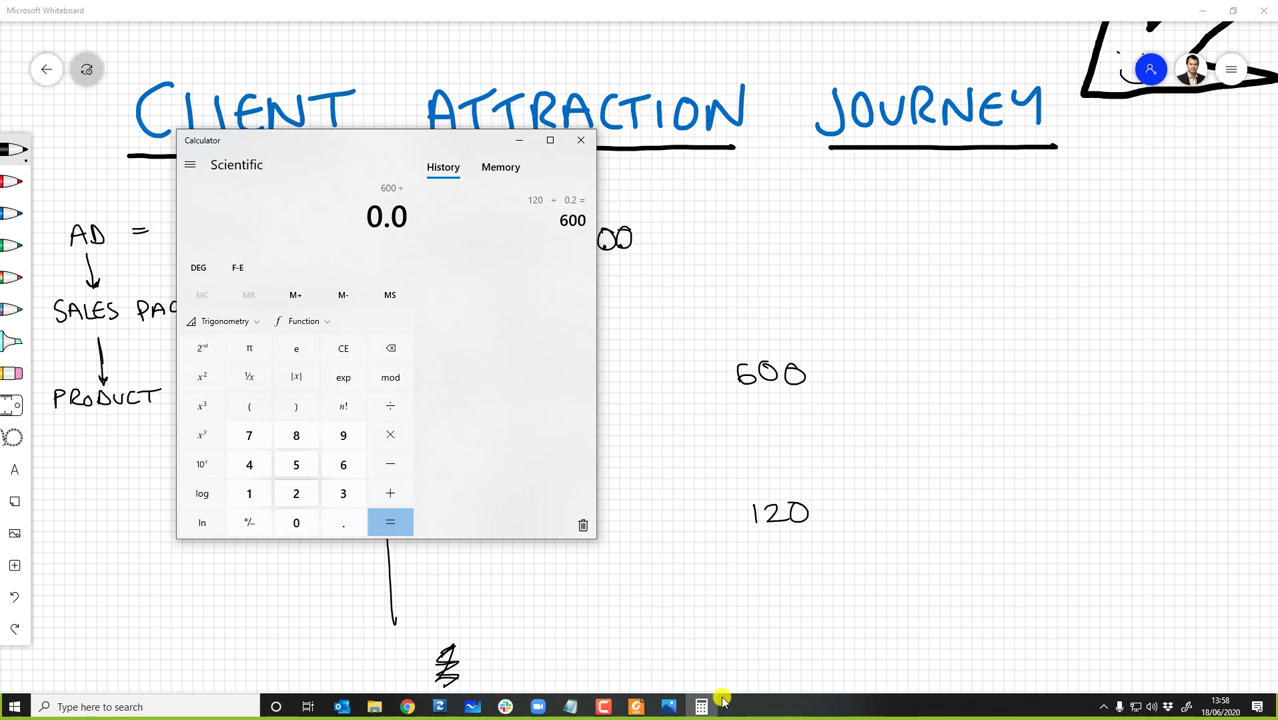 Microsoft Whiteboard
CLIENT ATTRACTION JOURNEY
Calculator
Scientific
History
Memory
600 ÷
0.0
120 ÷ 0.2 =
600
AD =
00
DEG
F-E
MC
MR
M+
M-
MS
SALES PAG
Trigonometry
Function
2nd
π
e
CE
x²
⅟x
|x|
exp
mod
600
PRODUCT
x³
(
)
n!
÷
xʸ
7
8
9
×
10ˣ
4
5
6
−
log
1
2
3
+
120
ln
+/−
0
.
=
A
Type here to search
13:58
18/06/2020